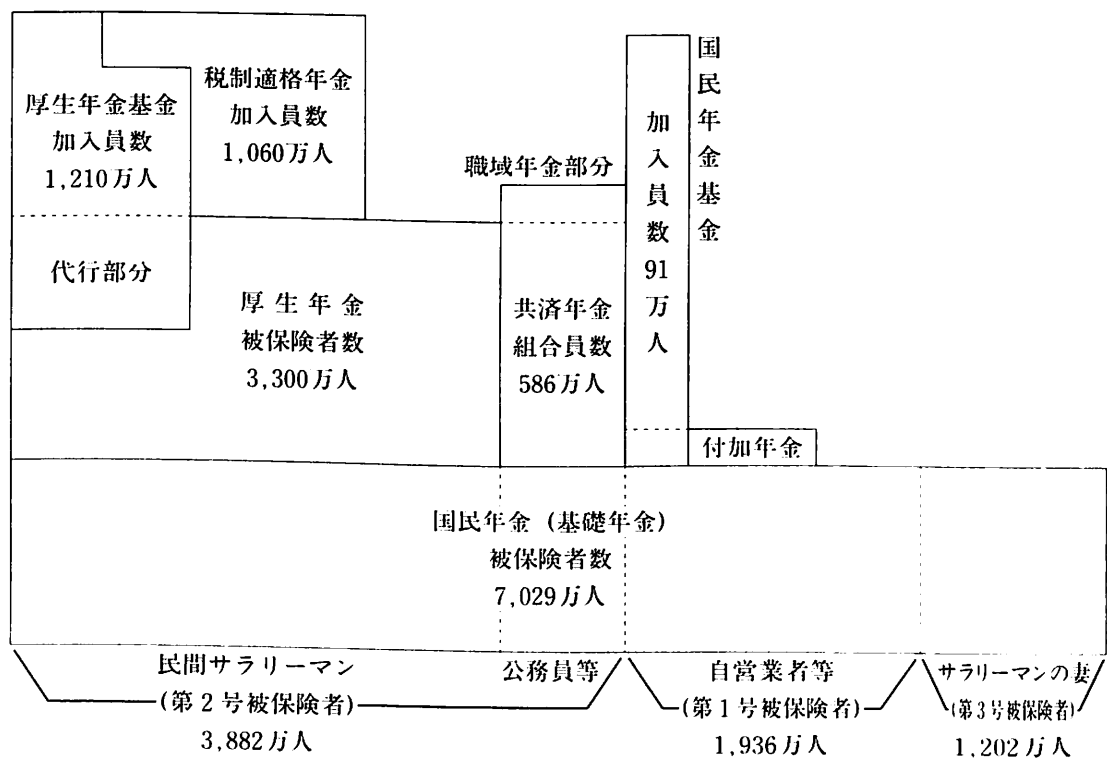 厚生年金基金
加入員数
1,210万人
税制適格年金
加入員数
1,060万人
代行部分
厚生年金
被保険者数
3,300万人
職域年金部分
共済年金
組合員数
586万人
加入員数91万人
国民年金基金
付加年金
国民年金(基礎年金)
被保険者数
7,029万人
民間サラリーマン
(第2号被保険者)
3,882万人
公務員等
自営業者等
(第1号被保険者)
1,936万人
サラリーマンの妻
(第3号被保険者)
1,202万人